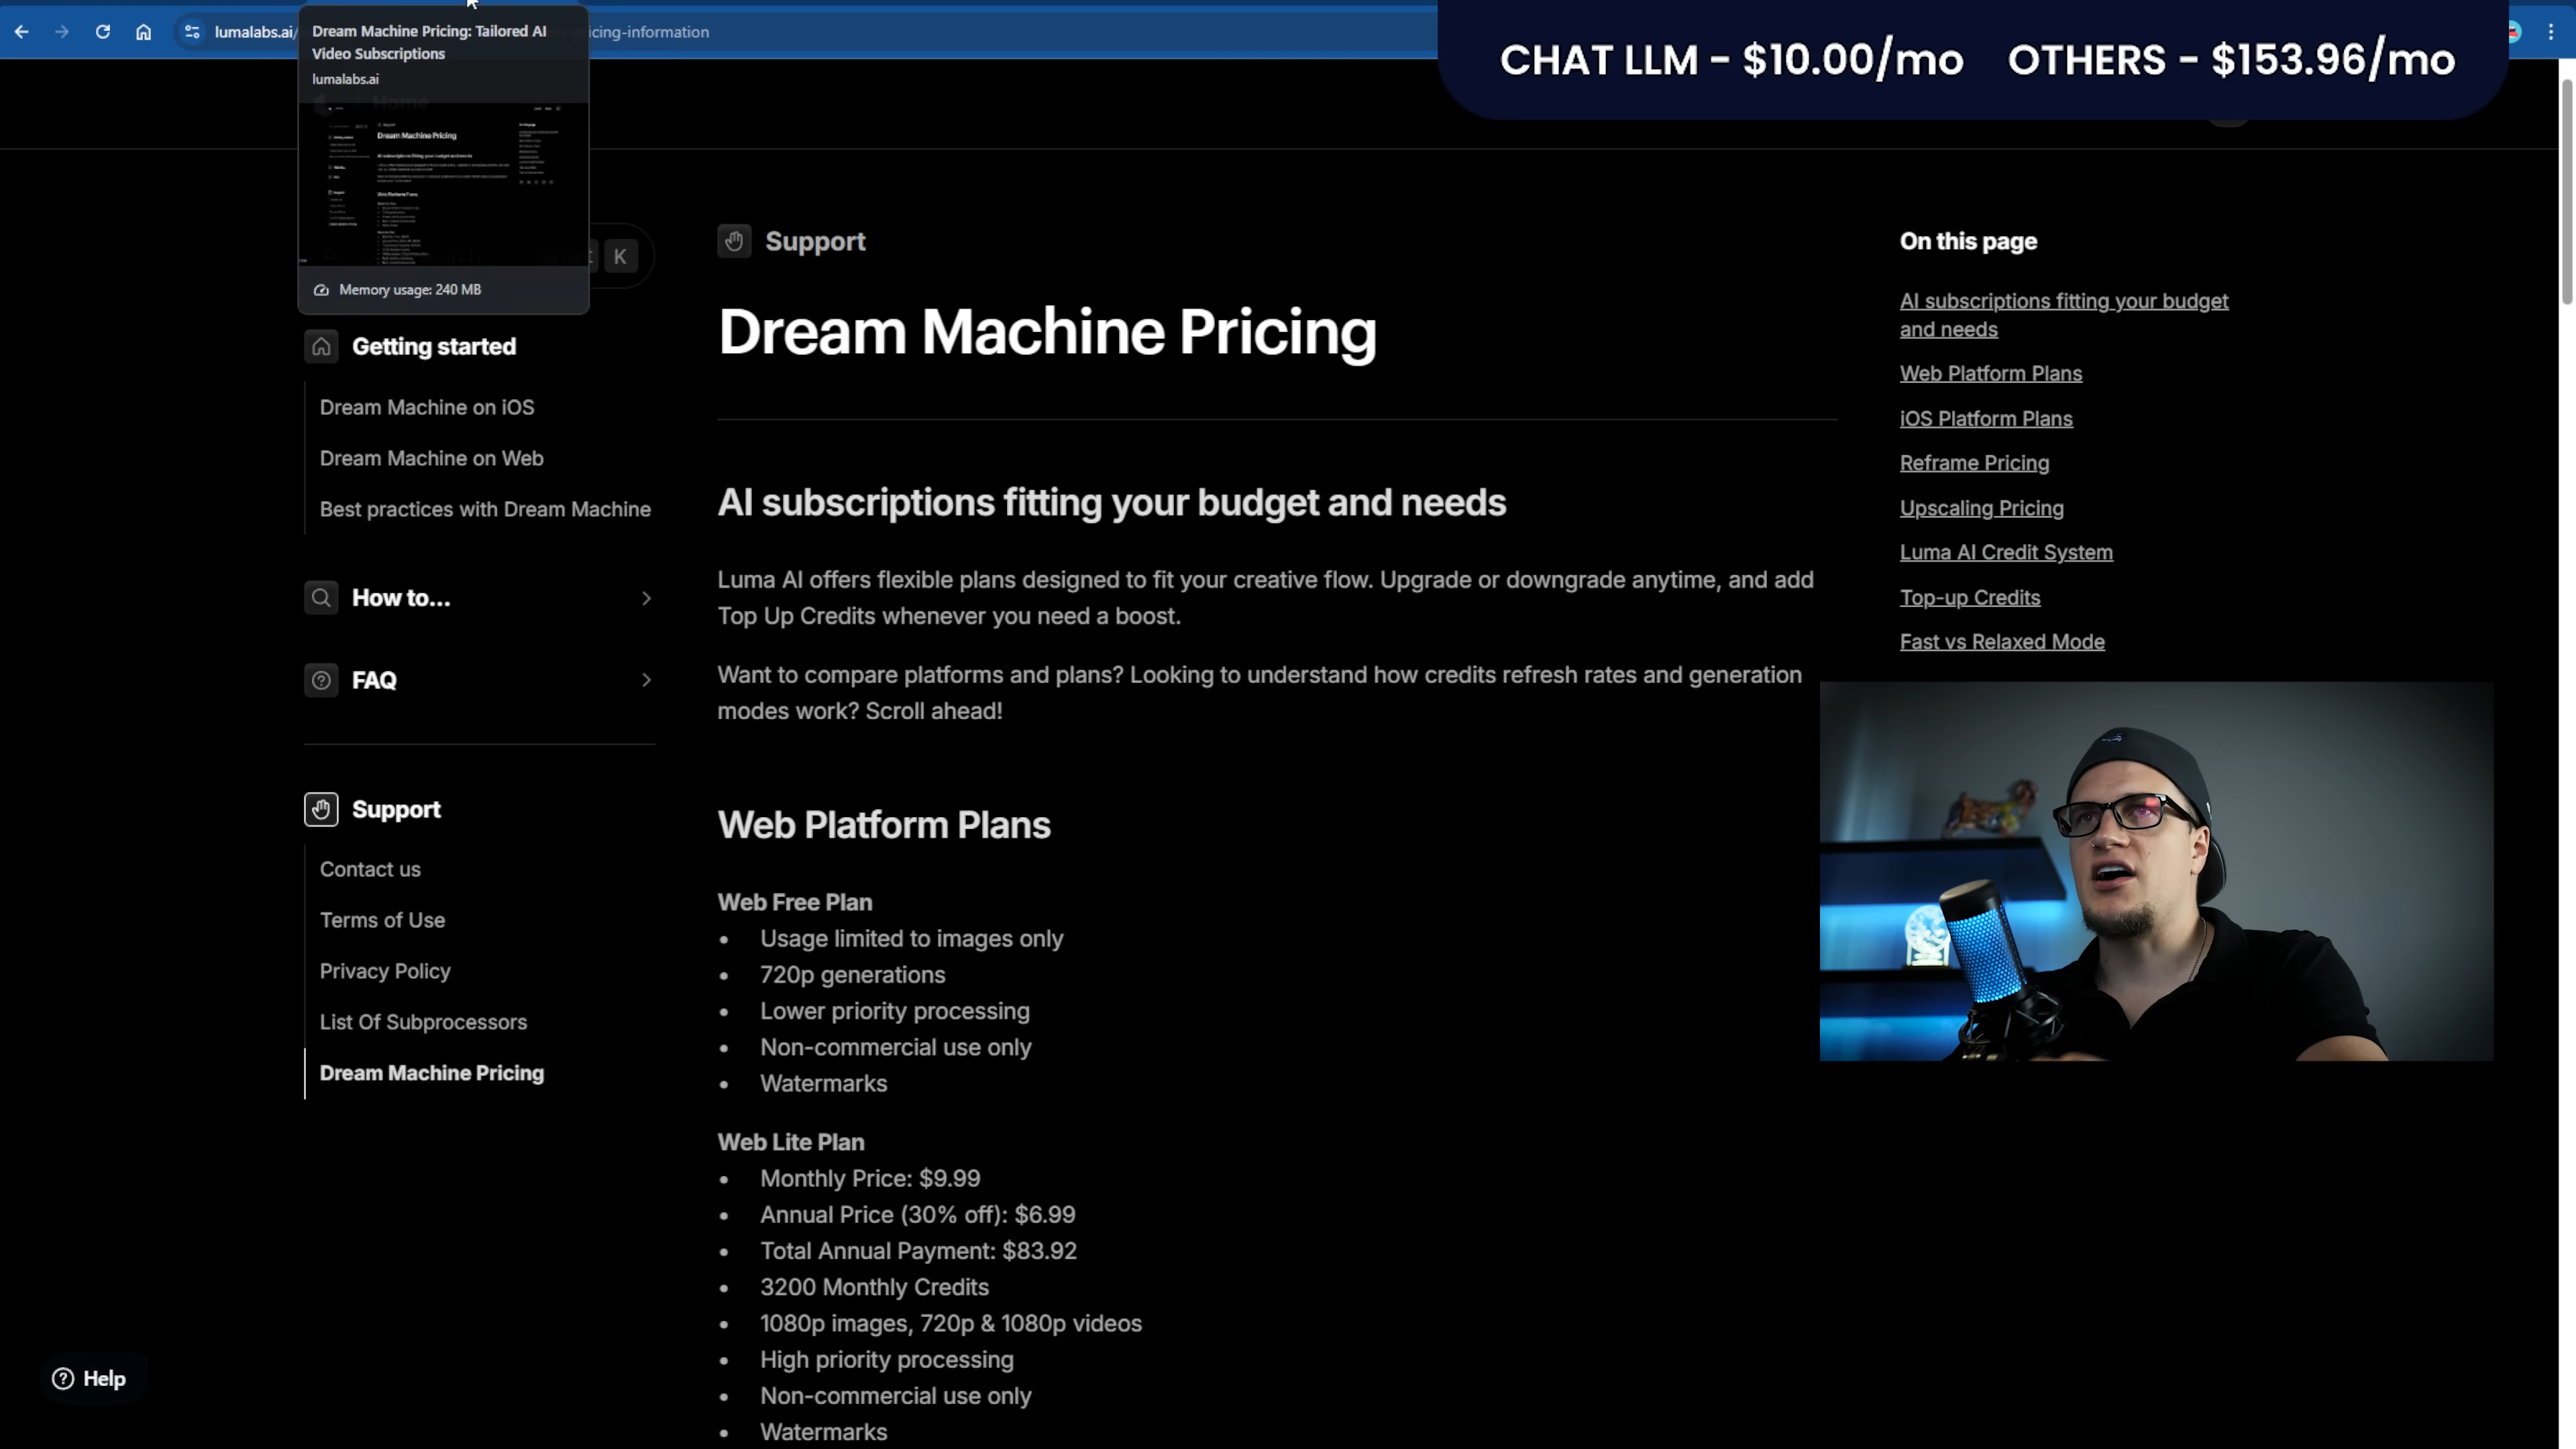 lumalabs.ai/
icing-information
Dream Machine Pricing: Tailored AI
Video Subscriptions
lumalabs.ai
Dream Machine Pricing
Memory usage: 240 MB
CHAT LLM - $10.00/mo OTHERS - $153.96/mo
K
Getting started
Dream Machine on iOS
Dream Machine on Web
Best practices with Dream Machine
How to...
FAQ
Support
Contact us
Terms of Use
Privacy Policy
List Of Subprocessors
Dream Machine Pricing
Help
Support
Dream Machine Pricing
AI subscriptions fitting your budget and needs
Luma AI offers flexible plans designed to fit your creative flow. Upgrade or downgrade anytime, and add
Top Up Credits whenever you need a boost.
Want to compare platforms and plans? Looking to understand how credits refresh rates and generation
modes work? Scroll ahead!
Web Platform Plans
Web Free Plan
• Usage limited to images only
• 720p generations
• Lower priority processing
• Non-commercial use only
• Watermarks
Web Lite Plan
• Monthly Price: $9.99
• Annual Price (30% off): $6.99
• Total Annual Payment: $83.92
• 3200 Monthly Credits
• 1080p images, 720p & 1080p videos
• High priority processing
• Non-commercial use only
• Watermarks
On this page
AI subscriptions fitting your budget
and needs
Web Platform Plans
iOS Platform Plans
Reframe Pricing
Upscaling Pricing
Luma AI Credit System
Top-up Credits
Fast vs Relaxed Mode